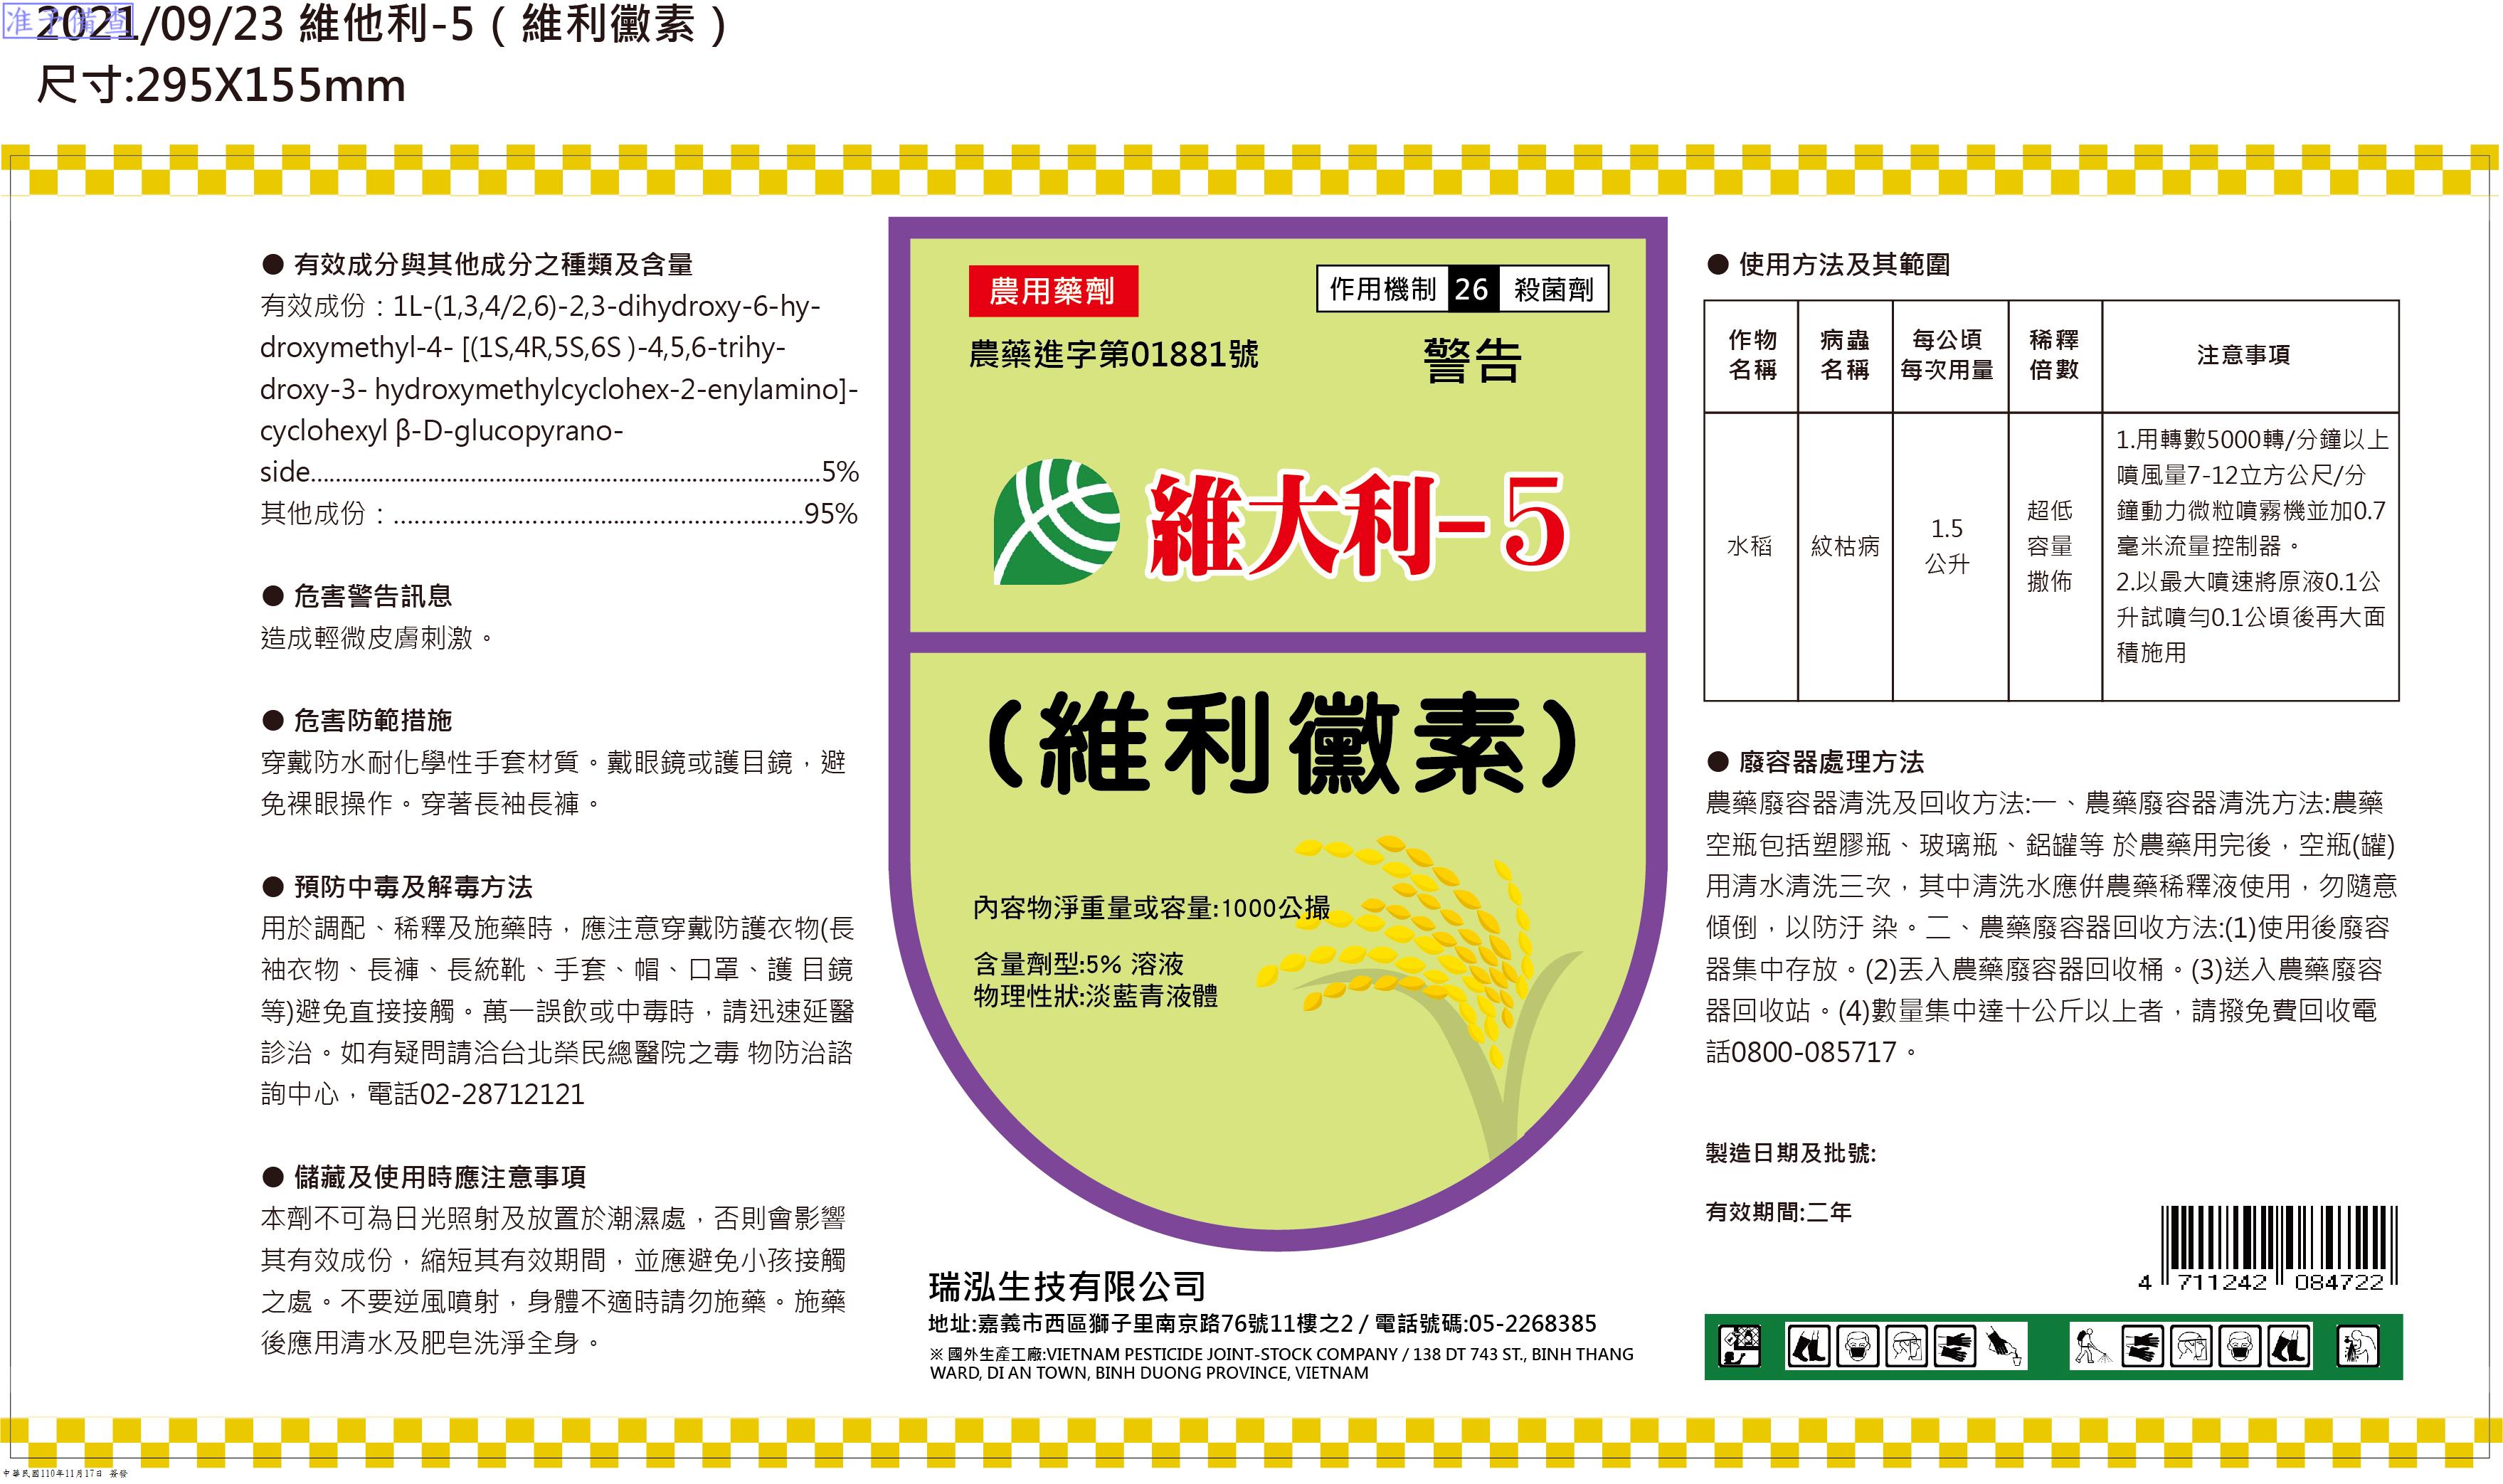 准予備查
2021/09/23 維他利-5（維利黴素）
尺寸:295X155mm
● 有效成分與其他成分之種類及含量
有效成份：1L-(1,3,4/2,6)-2,3-dihydroxy-6-hy-
droxymethyl-4- [(1S,4R,5S,6S )-4,5,6-trihy-
droxy-3- hydroxymethylcyclohex-2-enylamino]-
cyclohexyl β-D-glucopyrano-
side..................................................................................5%
其他成份：............................................................95%
● 危害警告訊息
造成輕微皮膚刺激。
● 危害防範措施
穿戴防水耐化學性手套材質。戴眼鏡或護目鏡，避
免裸眼操作。穿著長袖長褲。
● 預防中毒及解毒方法
用於調配、稀釋及施藥時，應注意穿戴防護衣物(長
袖衣物、長褲、長統靴、手套、帽、口罩、護 目鏡
等)避免直接接觸。萬一誤飲或中毒時，請迅速延醫
診治。如有疑問請洽台北榮民總醫院之毒 物防治諮
詢中心，電話02-28712121
● 儲藏及使用時應注意事項
本劑不可為日光照射及放置於潮濕處，否則會影響
其有效成份，縮短其有效期間，並應避免小孩接觸
之處。不要逆風噴射，身體不適時請勿施藥。施藥
後應用清水及肥皂洗淨全身。
農用藥劑
作用機制 26 殺菌劑
農藥進字第01881號
警告
維大利-5
（維利黴素）
內容物淨重量或容量:1000公撮
含量劑型:5% 溶液
物理性狀:淡藍青液體
瑞泓生技有限公司
地址:嘉義市西區獅子里南京路76號11樓之2 / 電話號碼:05-2268385
※ 國外生產工廠:VIETNAM PESTICIDE JOINT-STOCK COMPANY / 138 DT 743 ST., BINH THANG
WARD, DI AN TOWN, BINH DUONG PROVINCE, VIETNAM
● 使用方法及其範圍
作物名稱 病蟲名稱 每公頃每次用量 稀釋倍數 注意事項
水稻 紋枯病 1.5公升 超低容量撒佈
1.用轉數5000轉/分鐘以上
噴風量7-12立方公尺/分
鐘動力微粒噴霧機並加0.7
毫米流量控制器。
2.以最大噴速將原液0.1公
升試噴勻0.1公頃後再大面
積施用
● 廢容器處理方法
農藥廢容器清洗及回收方法:一、農藥廢容器清洗方法:農藥
空瓶包括塑膠瓶、玻璃瓶、鋁罐等 於農藥用完後，空瓶(罐)
用清水清洗三次，其中清洗水應倂農藥稀釋液使用，勿隨意
傾倒，以防汙 染。二、農藥廢容器回收方法:(1)使用後廢容
器集中存放。(2)丟入農藥廢容器回收桶。(3)送入農藥廢容
器回收站。(4)數量集中達十公斤以上者，請撥免費回收電
話0800-085717。
製造日期及批號:
有效期間:二年
4 711242 084722
中華民國110年11月17日 簽發